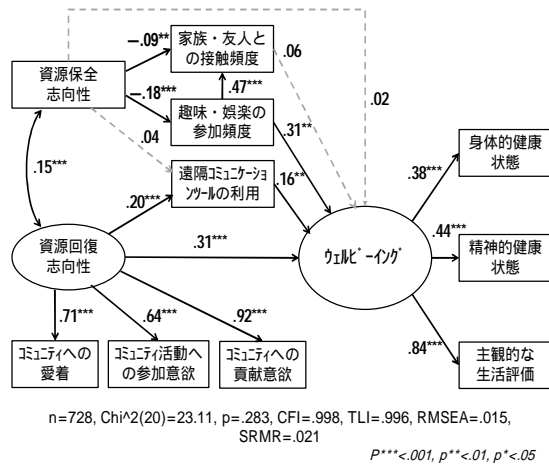 −.09**
家族・友人と
の接触頻度
.06
資源保全
志向性
−.18***
.47***
.02
趣味・娯楽の
参加頻度
.31**
.04
.15***
遠隔ｺﾐｭﾆｹｰｼｮ
ﾝﾂｰﾙの利用
.16**
.20***
身体的健康
状態
.38***
資源回復
志向性
.31***
ｳｪﾙﾋﾞｰｲﾝｸﾞ
.44***
精神的健康
状態
.71***
.64***
.92***
.84***
ｺﾐｭﾆﾃｨへの
愛着
ｺﾐｭﾆﾃｨ活動へ
の参加意欲
ｺﾐｭﾆﾃｨへの
貢献意欲
主観的な
生活評価
n=728, Chi^2(20)=23.11, p=.283, CFI=.998, TLI=.996, RMSEA=.015,
SRMR=.021
P***<.001, p**<.01, p*<.05